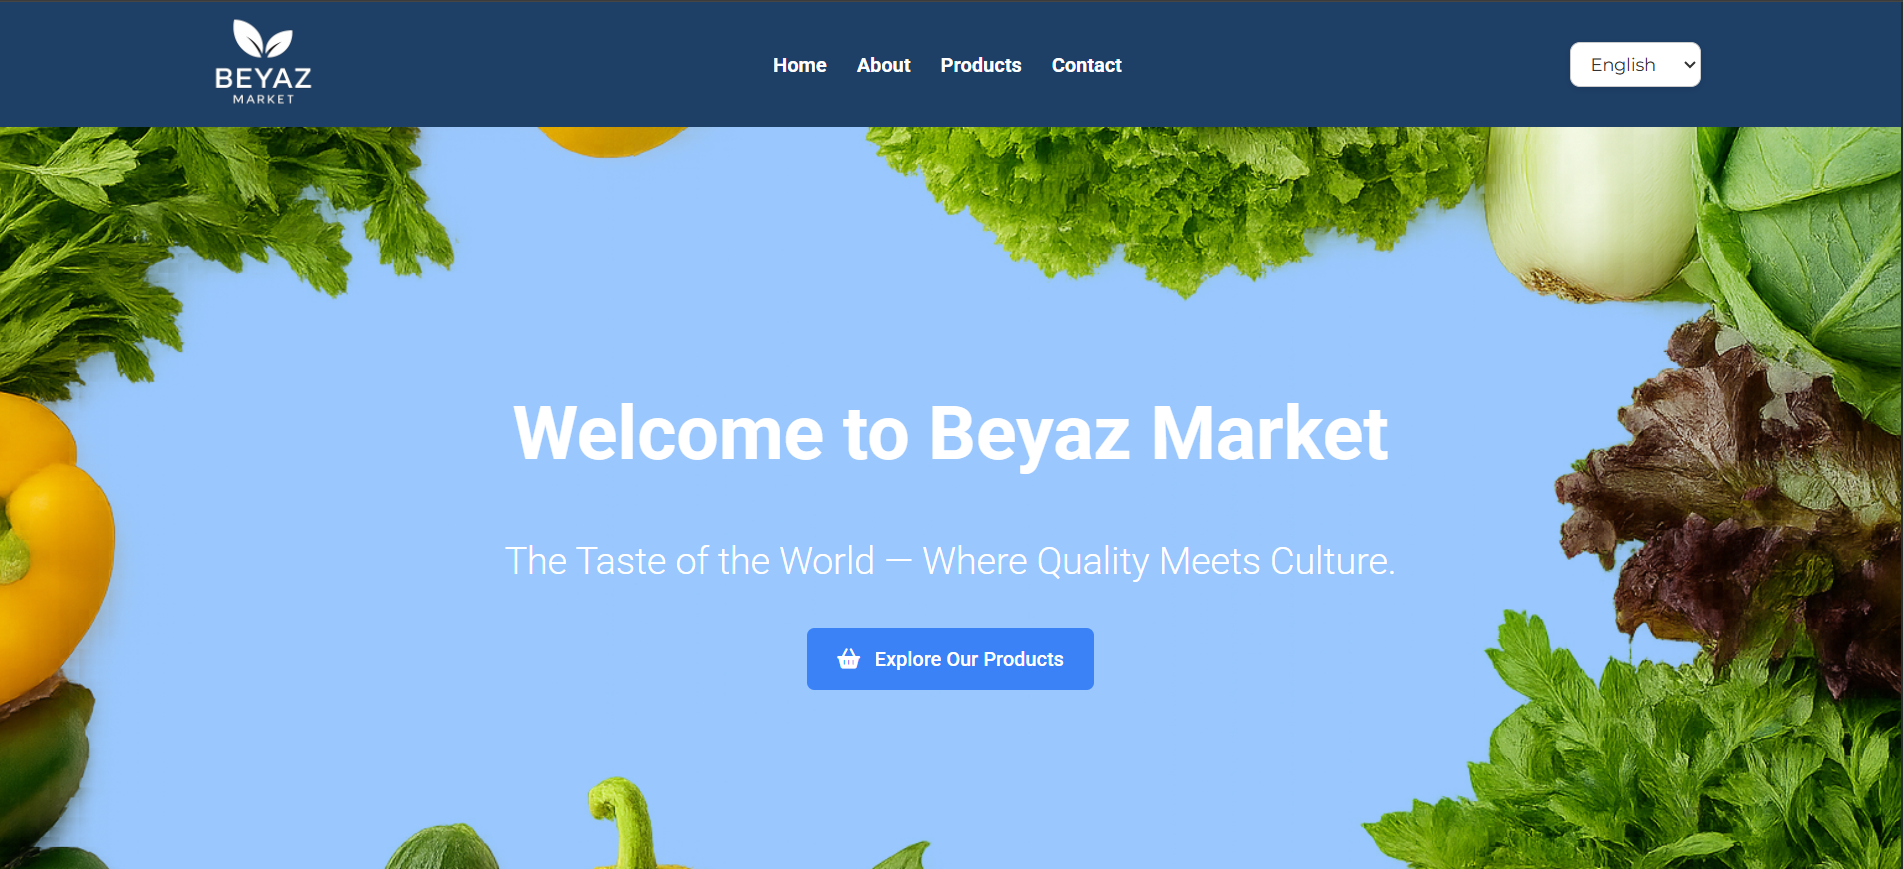 BEYAZ
MARKET
Home
About
Products
Contact
English
Welcome to Beyaz Market
The Taste of the World — Where Quality Meets Culture.
Explore Our Products